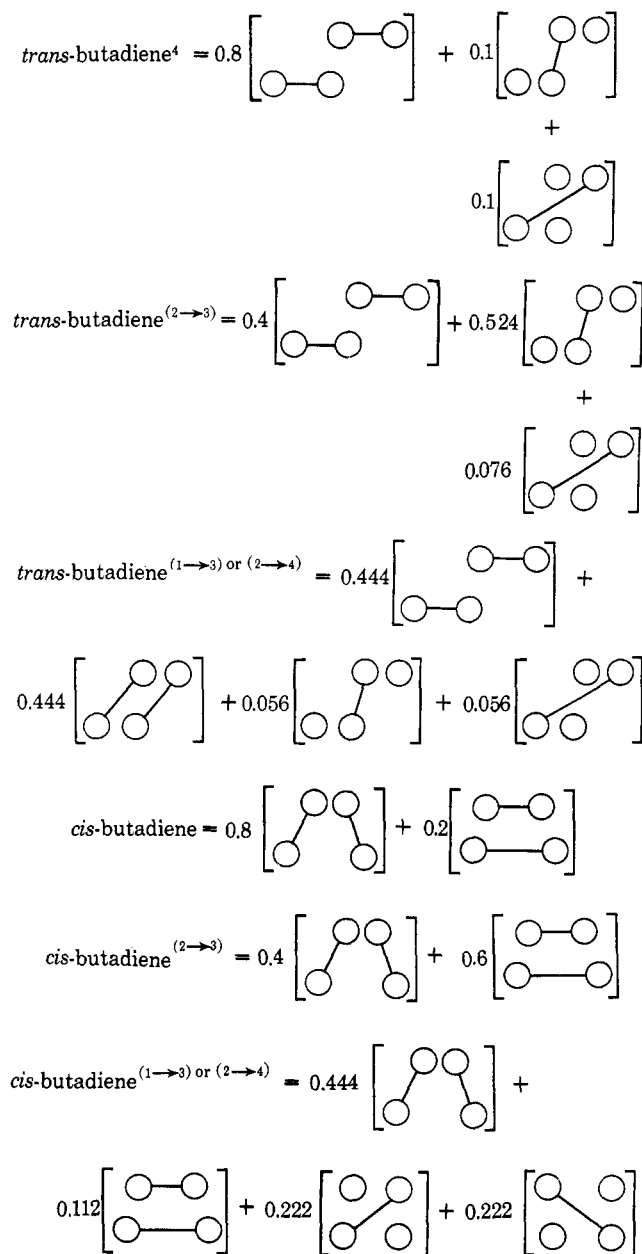 trans-butadiene⁴ = 0.8 [ ] + 0.1 [ ]
+
0.1 [ ]
trans-butadiene⁽²→³⁾ = 0.4 [ ] + 0.524 [ ]
+
0.076 [ ]
trans-butadiene⁽¹→³⁾ or ⁽²→⁴⁾ = 0.444 [ ] +
0.444 [ ] + 0.056 [ ] + 0.056 [ ]
cis-butadiene = 0.8 [ ] + 0.2 [ ]
cis-butadiene⁽²→³⁾ = 0.4 [ ] + 0.6 [ ]
cis-butadiene⁽¹→³⁾ or ⁽²→⁴⁾ = 0.444 [ ] +
0.112 [ ] + 0.222 [ ] + 0.222 [ ]